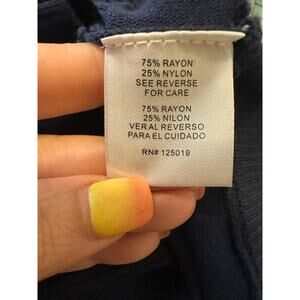 75% RAYON
25% NYLON
SEE REVERSE
FOR CARE
75% RAYON
25% NILON
VER AL REVERSO
PARA EL CUIDADO
RN# 125019